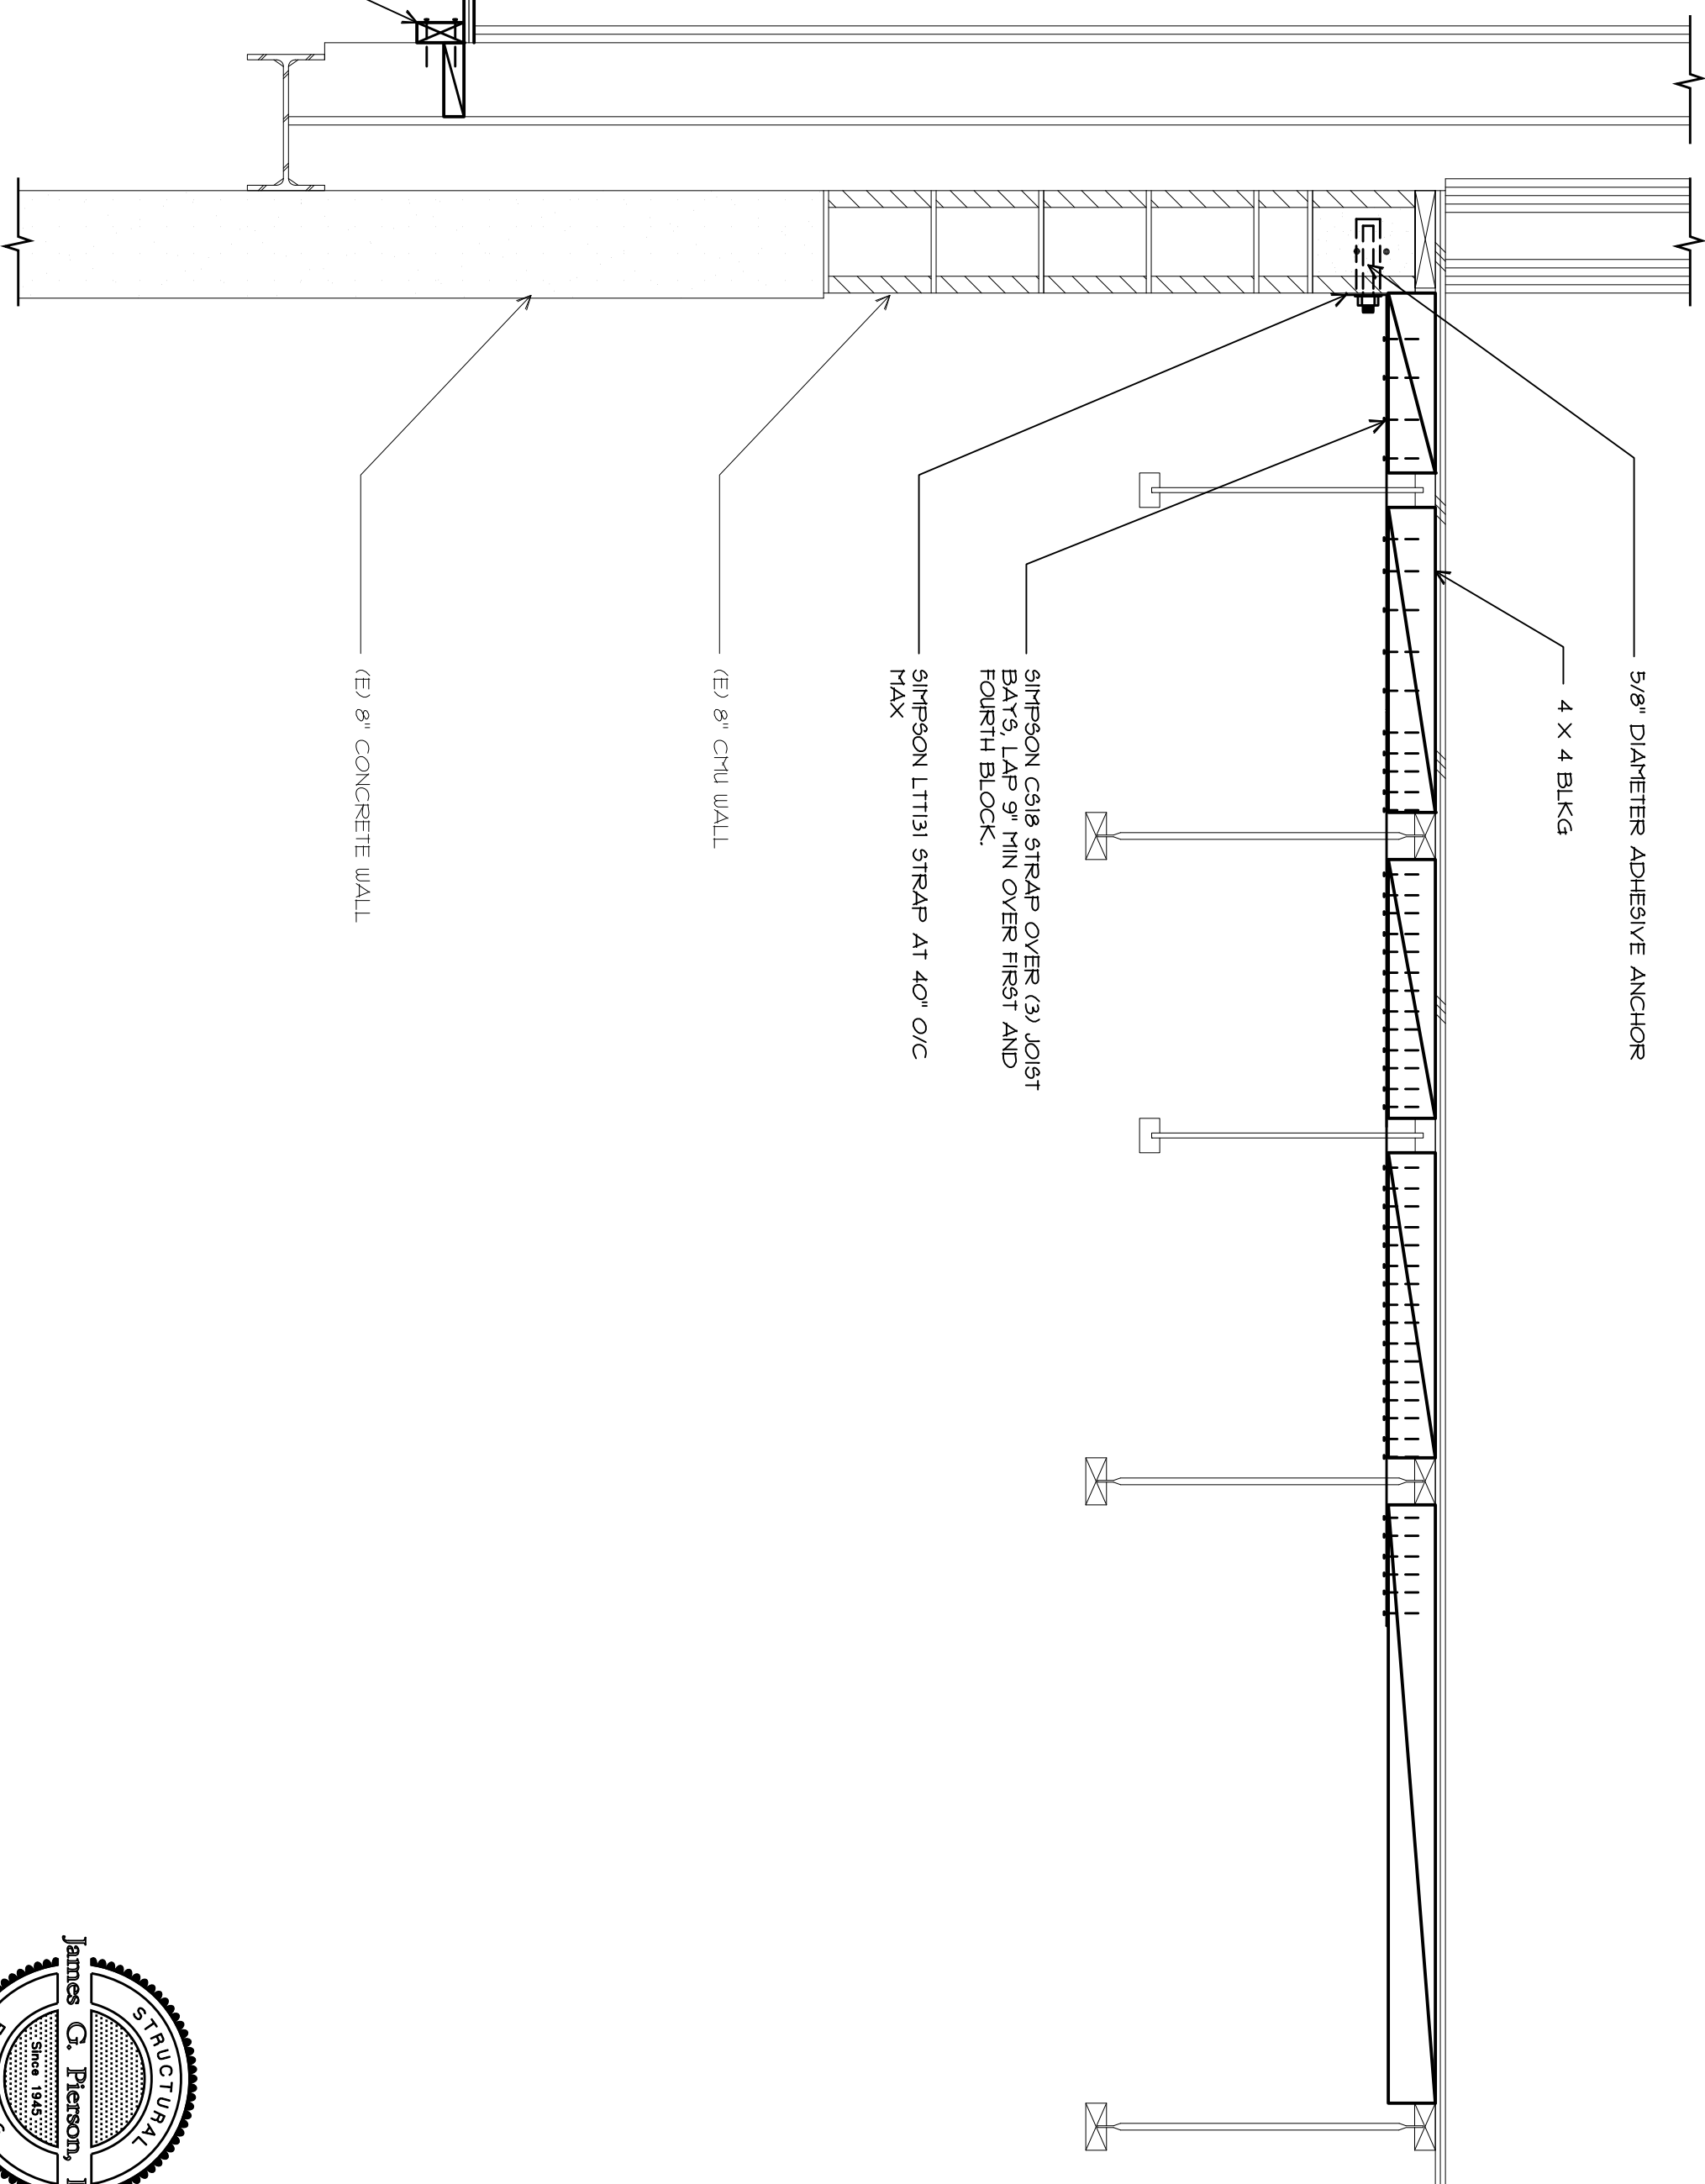 5/8" DIAMETER ADHESIVE ANCHOR
4 X 4 BLKG
SIMPSON CS18 STRAP OVER (3) JOIST
BAYS, LAP 9" MIN OVER FIRST AND
FOURTH BLOCK.
SIMPSON LTTI31 STRAP AT 40" O/C
MAX
(E) 8" CMU WALL
(E) 8" CONCRETE WALL
STRUCTURAL
James G. Pierson,
Since 1945